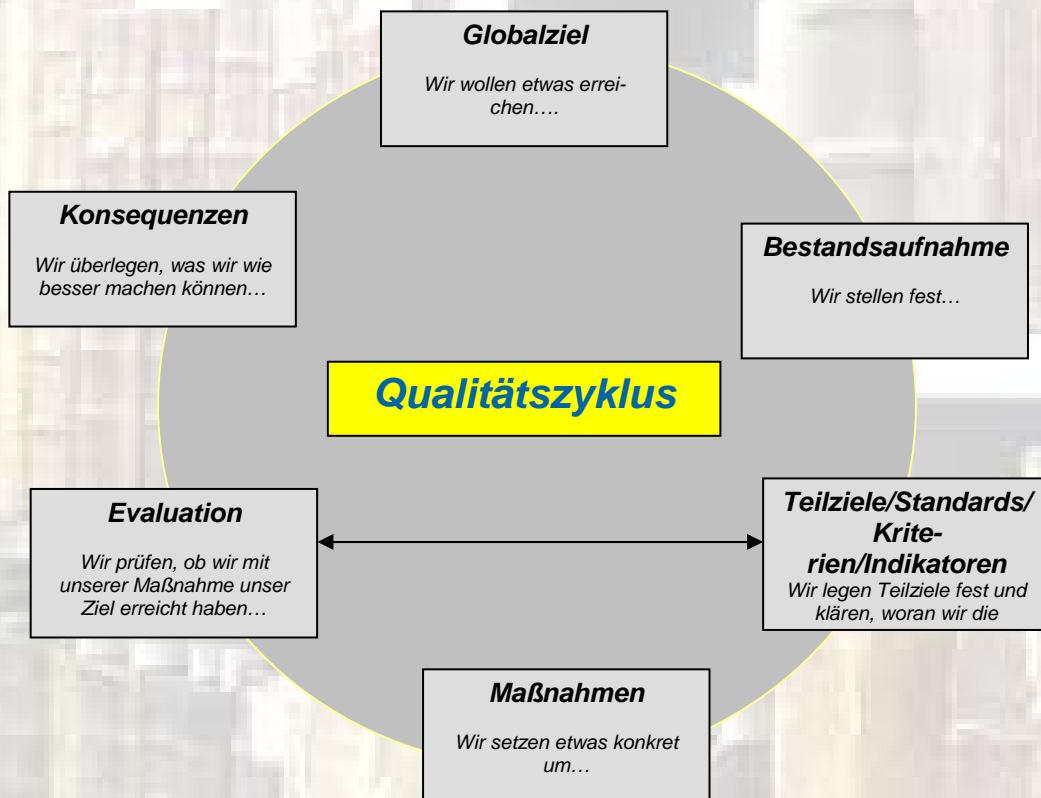 Globalziel
Wir wollen etwas errei-
chen….
Konsequenzen
Wir überlegen, was wir wie
besser machen können…
Bestandsaufnahme
Wir stellen fest…
Qualitätszyklus
Evaluation
Wir prüfen, ob wir mit
unserer Maßnahme unser
Ziel erreicht haben…
Teilziele/Standards/
Krite-
rien/Indikatoren
Wir legen Teilziele fest und
klären, woran wir die
Maßnahmen
Wir setzen etwas konkret
um…